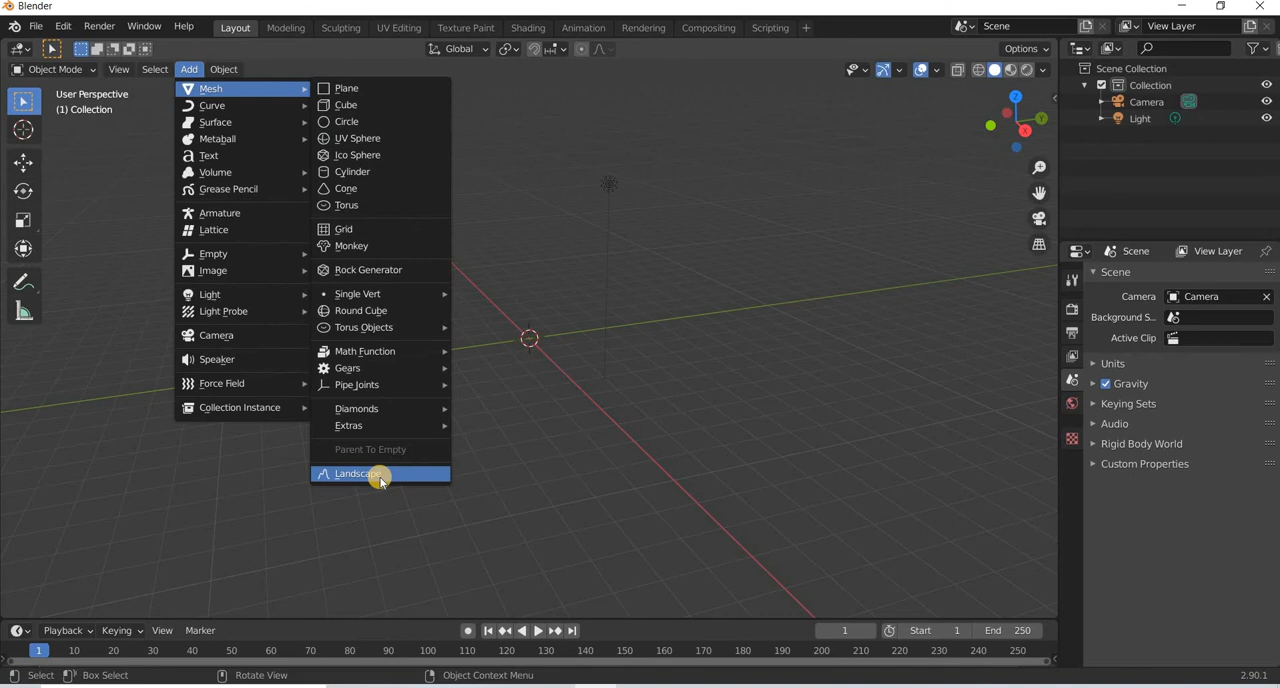 Blender
File Edit Render Window Help Layout Modeling Sculpting UV Editing Texture Paint Shading Animation Rendering Compositing Scripting + Scene View Layer
Global Options
Object Mode View Select Add Object
User Perspective
(1) Collection
Mesh
Curve
Surface
Metaball
Text
Volume
Grease Pencil
Armature
Lattice
Empty
Image
Light
Light Probe
Camera
Speaker
Force Field
Collection Instance
Plane
Cube
Circle
UV Sphere
Ico Sphere
Cylinder
Cone
Torus
Grid
Monkey
Rock Generator
Single Vert
Round Cube
Torus Objects
Math Function
Gears
Pipe Joints
Diamonds
Extras
Parent To Empty
Landscape
Z
Y
X
Scene Collection
Collection
Camera
Light
Scene View Layer
Scene
Camera Camera
Background S...
Active Clip
Units
Gravity
Keying Sets
Audio
Rigid Body World
Custom Properties
Playback Keying View Marker 1 Start 1 End 250
1 10 20 30 40 50 60 70 80 90 100 110 120 130 140 150 160 170 180 190 200 210 220 230 240 250
Select Box Select Rotate View Object Context Menu 2.90.1